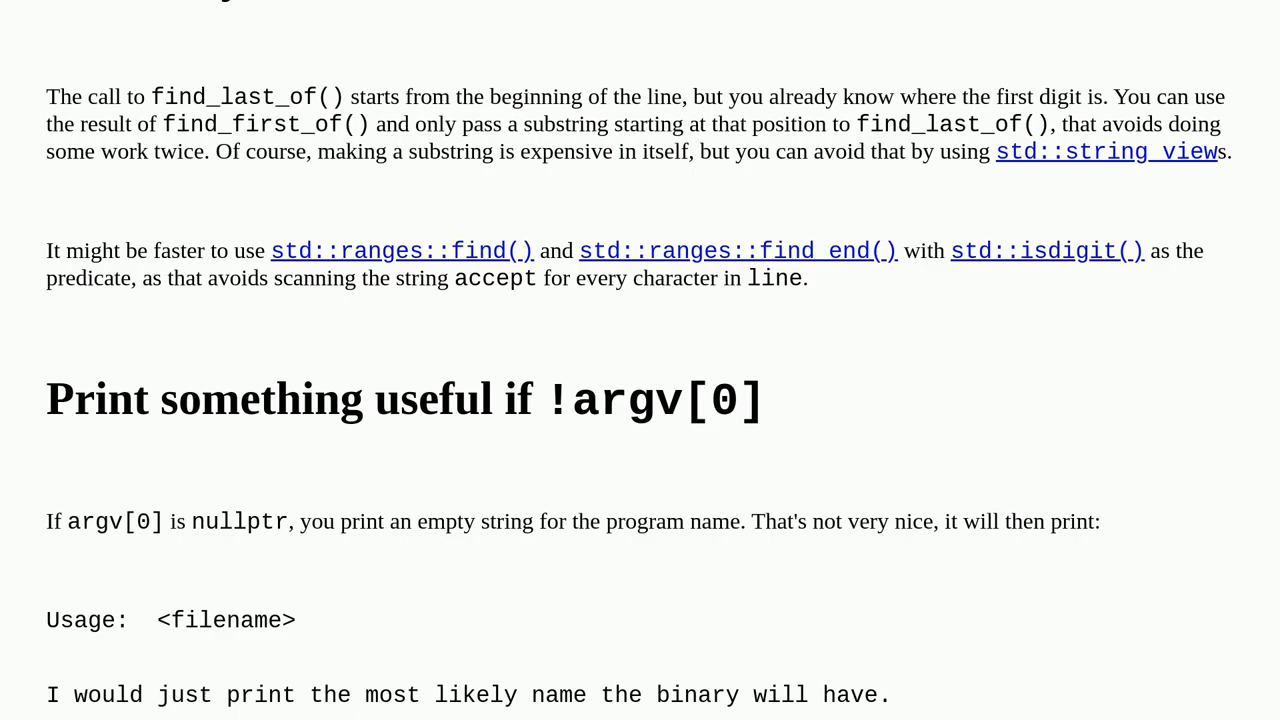 The call to find_last_of() starts from the beginning of the line, but you already know where the first digit is. You can use
the result of find_first_of() and only pass a substring starting at that position to find_last_of(), that avoids doing
some work twice. Of course, making a substring is expensive in itself, but you can avoid that by using std::string_views.
It might be faster to use std::ranges::find() and std::ranges::find_end() with std::isdigit() as the
predicate, as that avoids scanning the string accept for every character in line.
Print something useful if !argv[0]
If argv[0] is nullptr, you print an empty string for the program name. That's not very nice, it will then print:
Usage:  <filename>
I would just print the most likely name the binary will have.